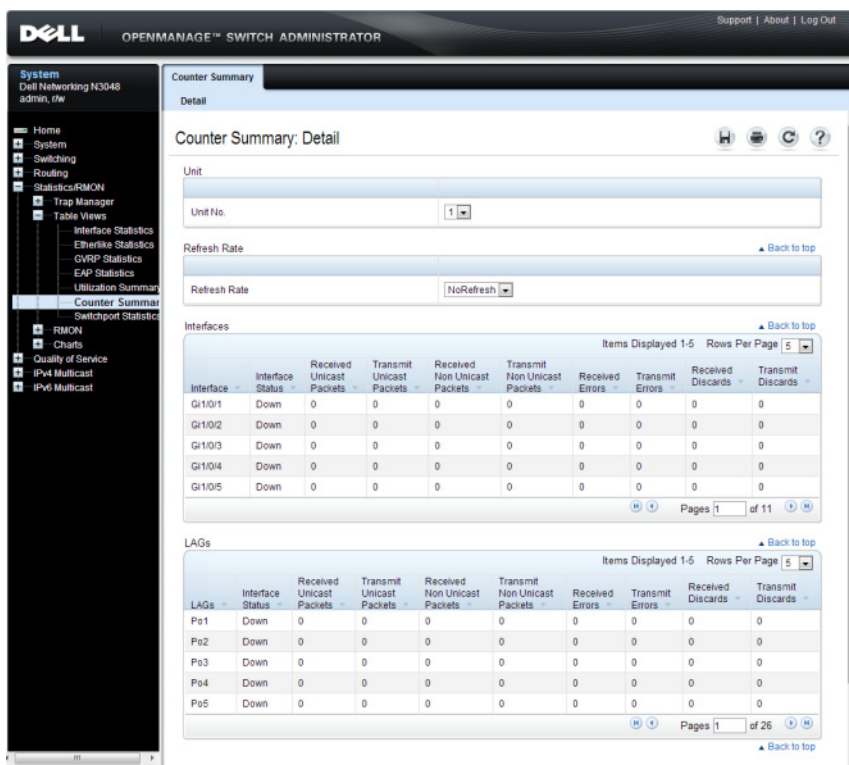 Support | About | Log Out
DELL
OPENMANAGE™ SWITCH ADMINISTRATOR
System
Dell Networking N3048
admin, r/w
Home
System
Switching
Routing
Statistics/RMON
Trap Manager
Table Views
Interface Statistics
Etherlike Statistics
GVRP Statistics
EAP Statistics
Utilization Summary
Counter Summar
Switchport Statistics
RMON
Charts
Quality of Service
IPv4 Multicast
IPv6 Multicast
Counter Summary
Detail
Counter Summary: Detail
?
Unit
Unit No. 1
Refresh Rate ▲ Back to top
Refresh Rate NoRefresh
Interfaces ▲ Back to top
Items Displayed 1-5 Rows Per Page 5
Interface Interface Status Received Unicast Packets Transmit Unicast Packets Received Non Unicast Packets Transmit Non Unicast Packets Received Errors Transmit Errors Received Discards Transmit Discards
Gi1/0/1 Down 0 0 0 0 0 0 0 0
Gi1/0/2 Down 0 0 0 0 0 0 0 0
Gi1/0/3 Down 0 0 0 0 0 0 0 0
Gi1/0/4 Down 0 0 0 0 0 0 0 0
Gi1/0/5 Down 0 0 0 0 0 0 0 0
Pages 1 of 11
LAGs ▲ Back to top
Items Displayed 1-5 Rows Per Page 5
LAGs Interface Status Received Unicast Packets Transmit Unicast Packets Received Non Unicast Packets Transmit Non Unicast Packets Received Errors Transmit Errors Received Discards Transmit Discards
Po1 Down 0 0 0 0 0 0 0 0
Po2 Down 0 0 0 0 0 0 0 0
Po3 Down 0 0 0 0 0 0 0 0
Po4 Down 0 0 0 0 0 0 0 0
Po5 Down 0 0 0 0 0 0 0 0
Pages 1 of 26
▲ Back to top